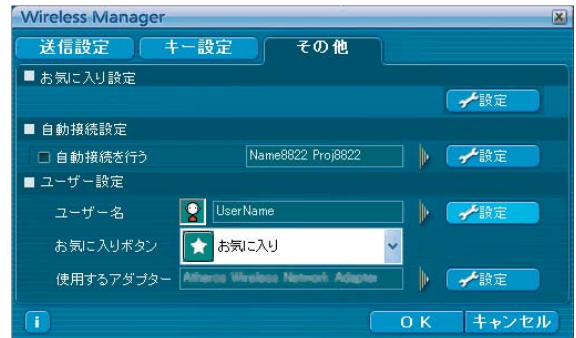 Wireless Manager
送信設定 キー設定 その他
お気に入り設定
設定
自動接続設定
自動接続を行う Name8822 Proj8822 設定
ユーザー設定
ユーザー名 UserName 設定
お気に入りボタン お気に入り
使用するアダプター Atheros Wireless Network Adapter 設定
i OK キャンセル